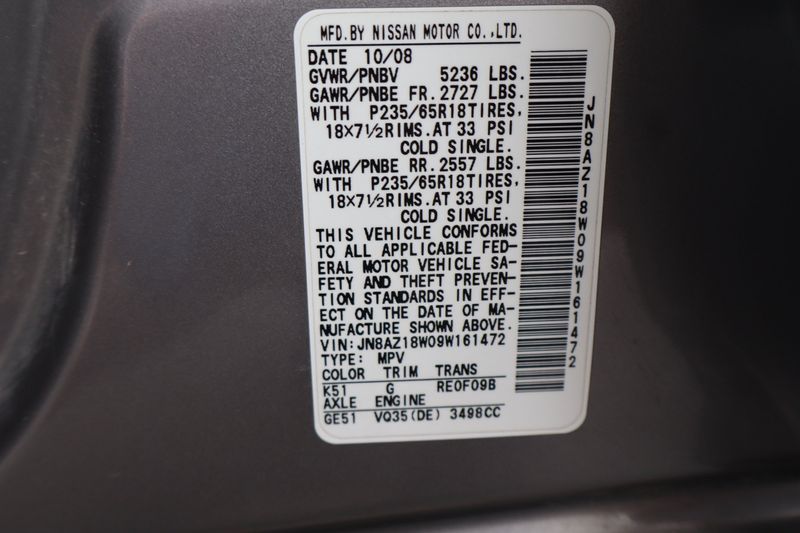 MFD.BY NISSAN MOTOR CO.,LTD.
DATE 10/08
GVWR/PNBV 5236 LBS.
GAWR/PNBE FR.2727 LBS.
WITH P235/65R18TIRES,
18×7½RIMS.AT 33 PSI
COLD SINGLE.
GAWR/PNBE RR.2557 LBS.
WITH P235/65R18TIRES,
18×7½RIMS.AT 33 PSI
COLD SINGLE.
THIS VEHICLE CONFORMS
TO ALL APPLICABLE FED-
ERAL MOTOR VEHICLE SA-
FETY AND THEFT PREVEN-
TION STANDARDS IN EFF-
ECT ON THE DATE OF MA-
NUFACTURE SHOWN ABOVE.
VIN:JN8AZ18W09W161472
TYPE: MPV
COLOR TRIM TRANS
K51 G RE0F09B
AXLE ENGINE
GE51 VQ35(DE) 3498CC
JN8AZ18W09W161472